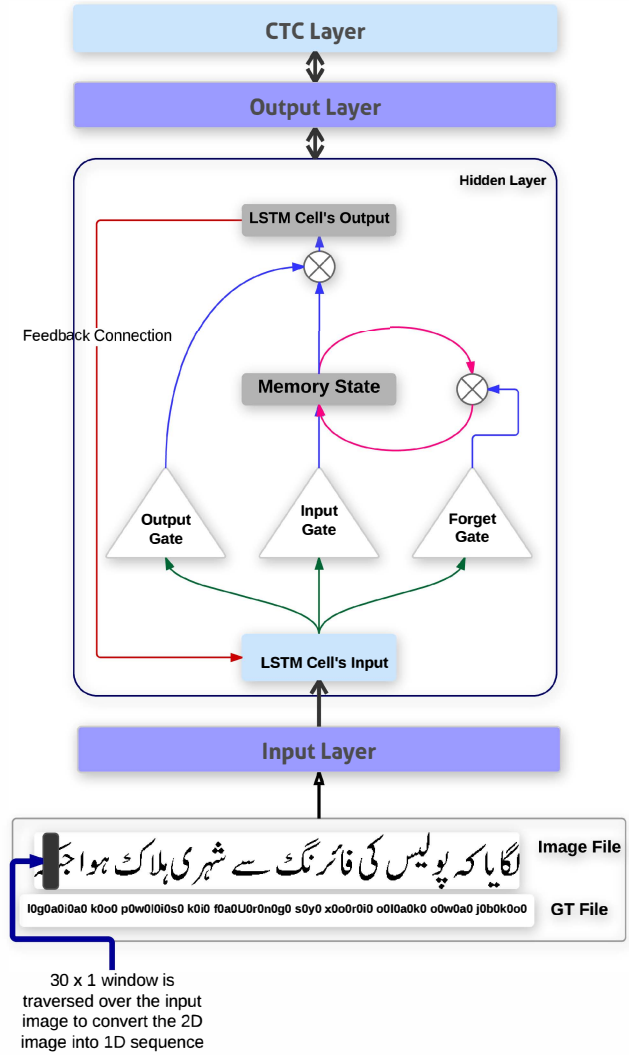 CTC Layer
Output Layer
Hidden Layer
LSTM Cell's Output
Feedback Connection
Memory State
Output
Gate
Input
Gate
Forget
Gate
LSTM Cell's Input
Input Layer
لگایا کہ پولیس کی فائرنگ سے شہری ہلاک ہوا
Image File
l0g0a0i0a0 k0o0 p0w0l0i0s0 k0i0 f0a0U0r0n0g0 s0y0 x0o0r0i0 o0l0a0k0 o0w0a0 j0b0k0o0
GT File
30 x 1 window is
traversed over the input
image to convert the 2D
image into 1D sequence